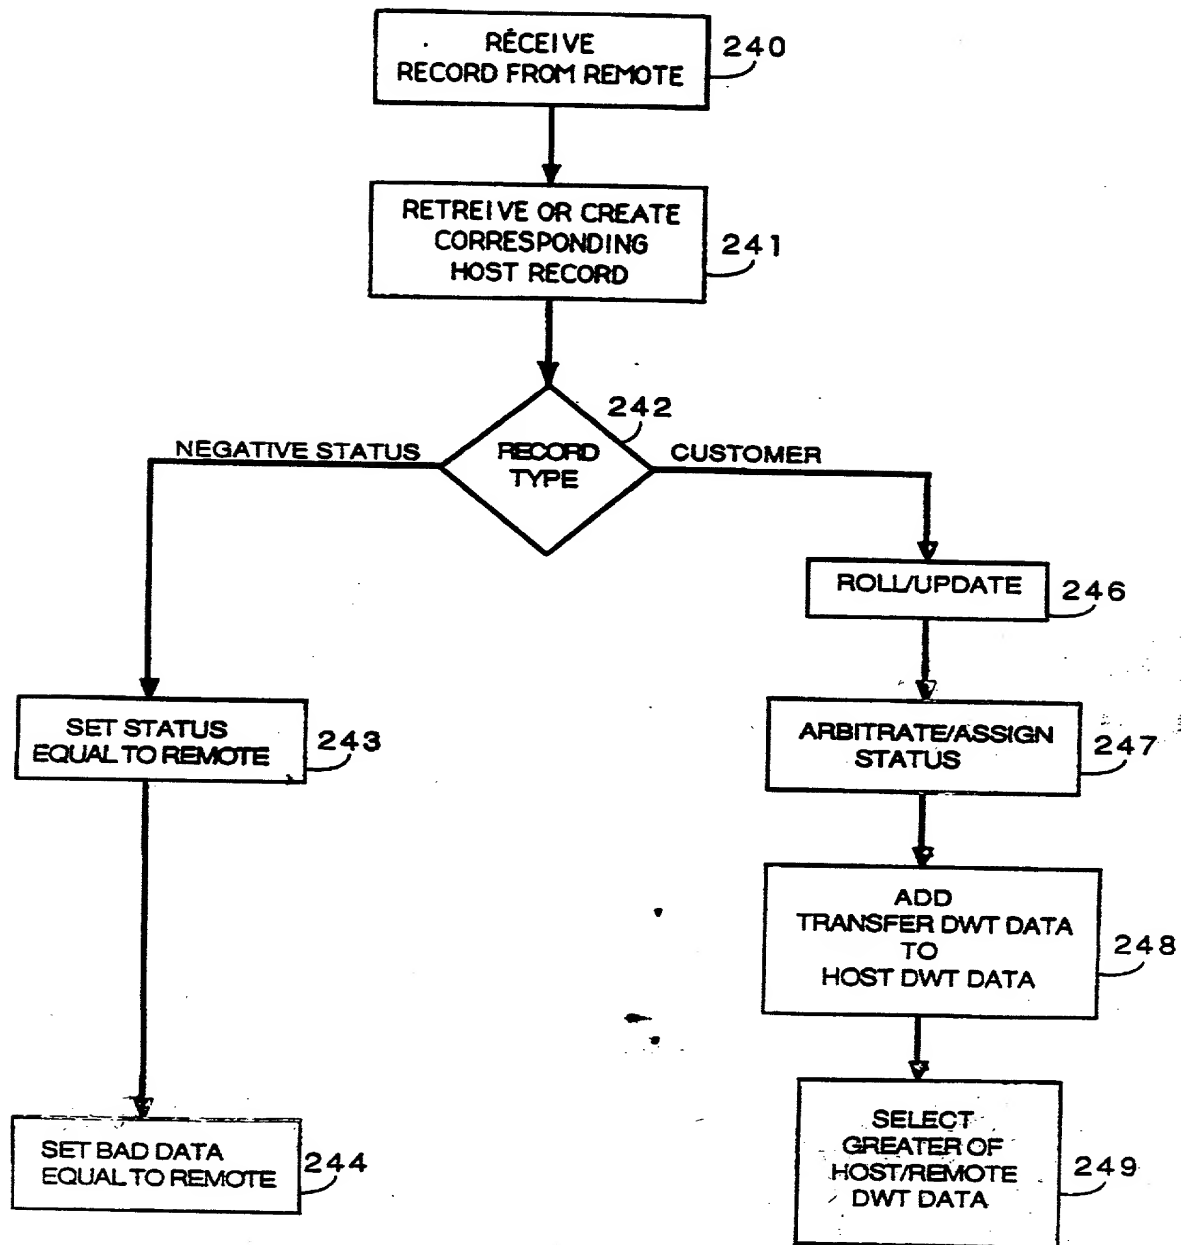 RECEIVE
RECORD FROM REMOTE
240
RETREIVE OR CREATE
CORRESPONDING
HOST RECORD
241
242
NEGATIVE STATUS
RECORD
TYPE
CUSTOMER
ROLL/UPDATE
246
SET STATUS
EQUAL TO REMOTE
243
ARBITRATE/ASSIGN
STATUS
247
ADD
TRANSFER DWT DATA
TO
HOST DWT DATA
248
SET BAD DATA
EQUAL TO REMOTE
244
SELECT
GREATER OF
HOST/REMOTE
DWT DATA
249